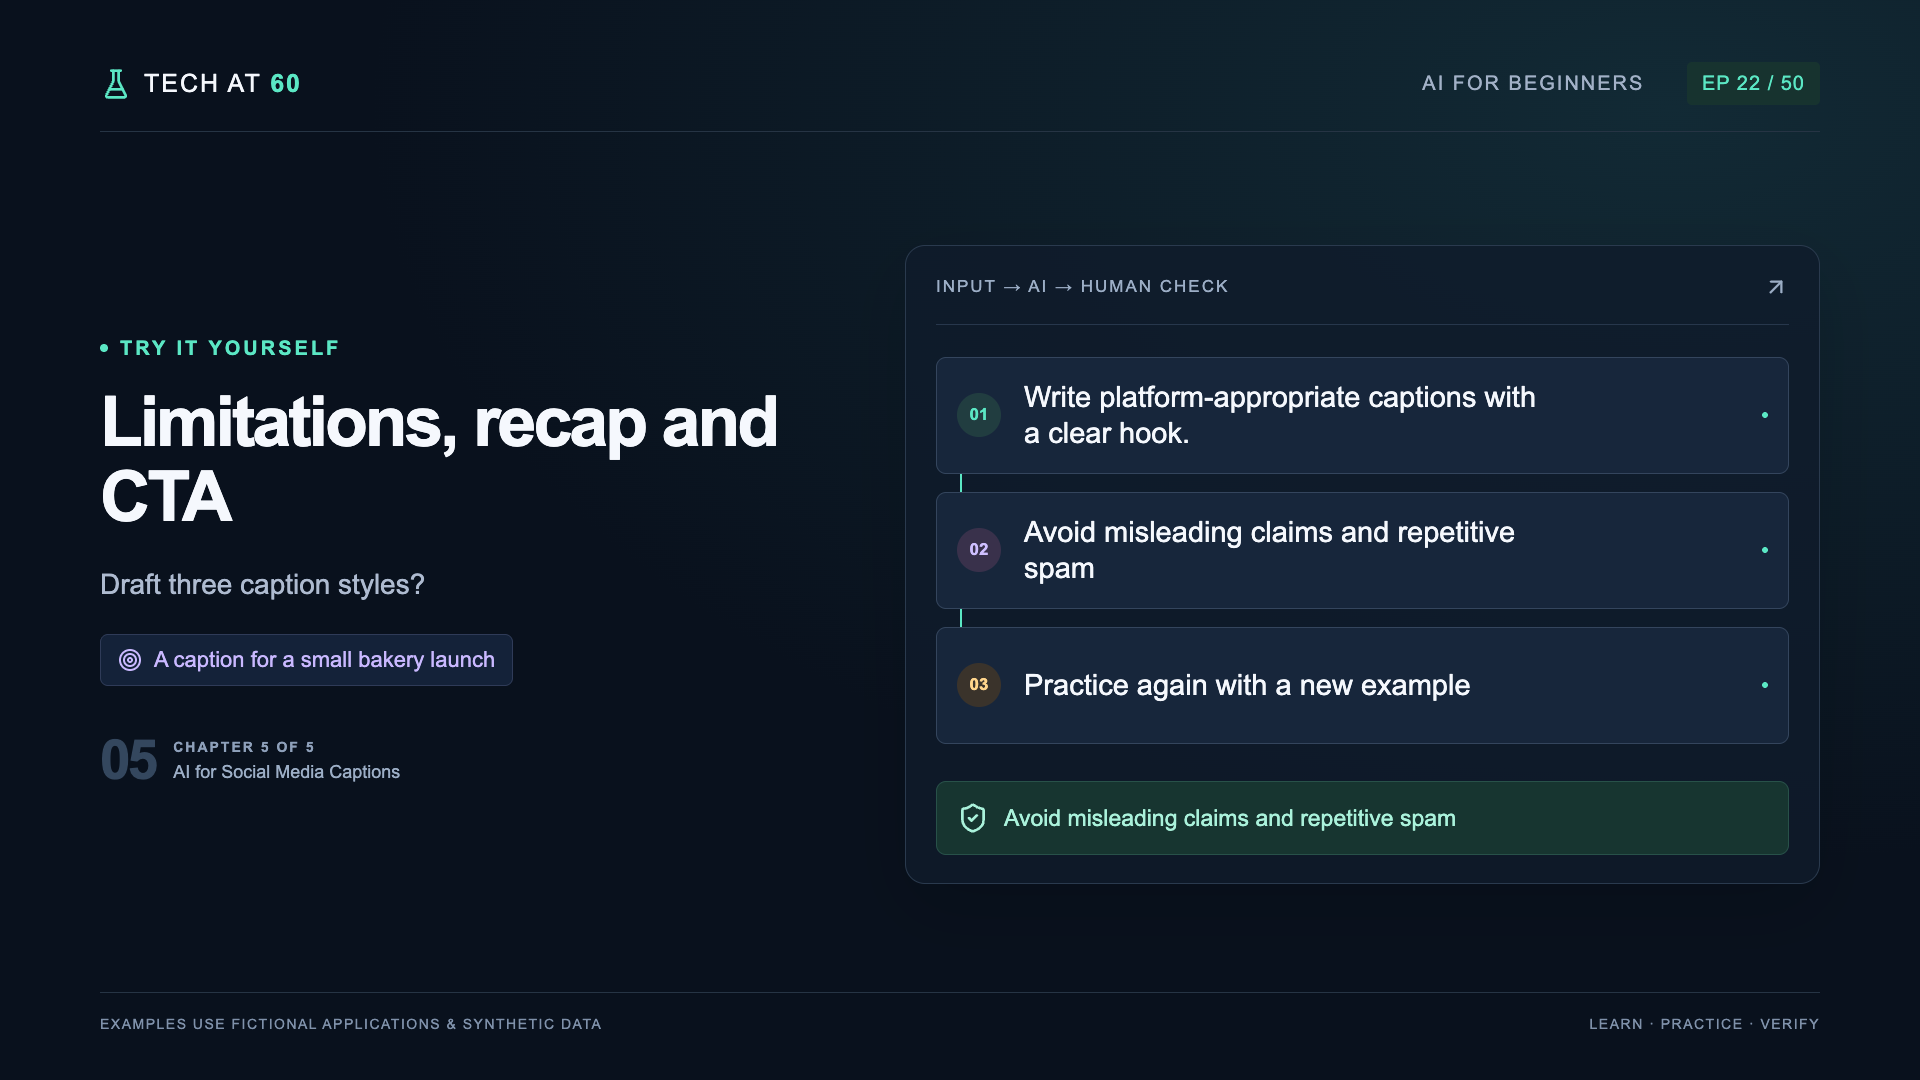 TECH AT 60
AI FOR BEGINNERS
EP 22 / 50
• TRY IT YOURSELF
Limitations, recap and
CTA
Draft three caption styles?
A caption for a small bakery launch
05
CHAPTER 5 OF 5
AI for Social Media Captions
INPUT → AI → HUMAN CHECK
01
Write platform-appropriate captions with
a clear hook.
02
Avoid misleading claims and repetitive
spam
03
Practice again with a new example
Avoid misleading claims and repetitive spam
EXAMPLES USE FICTIONAL APPLICATIONS & SYNTHETIC DATA
LEARN · PRACTICE · VERIFY